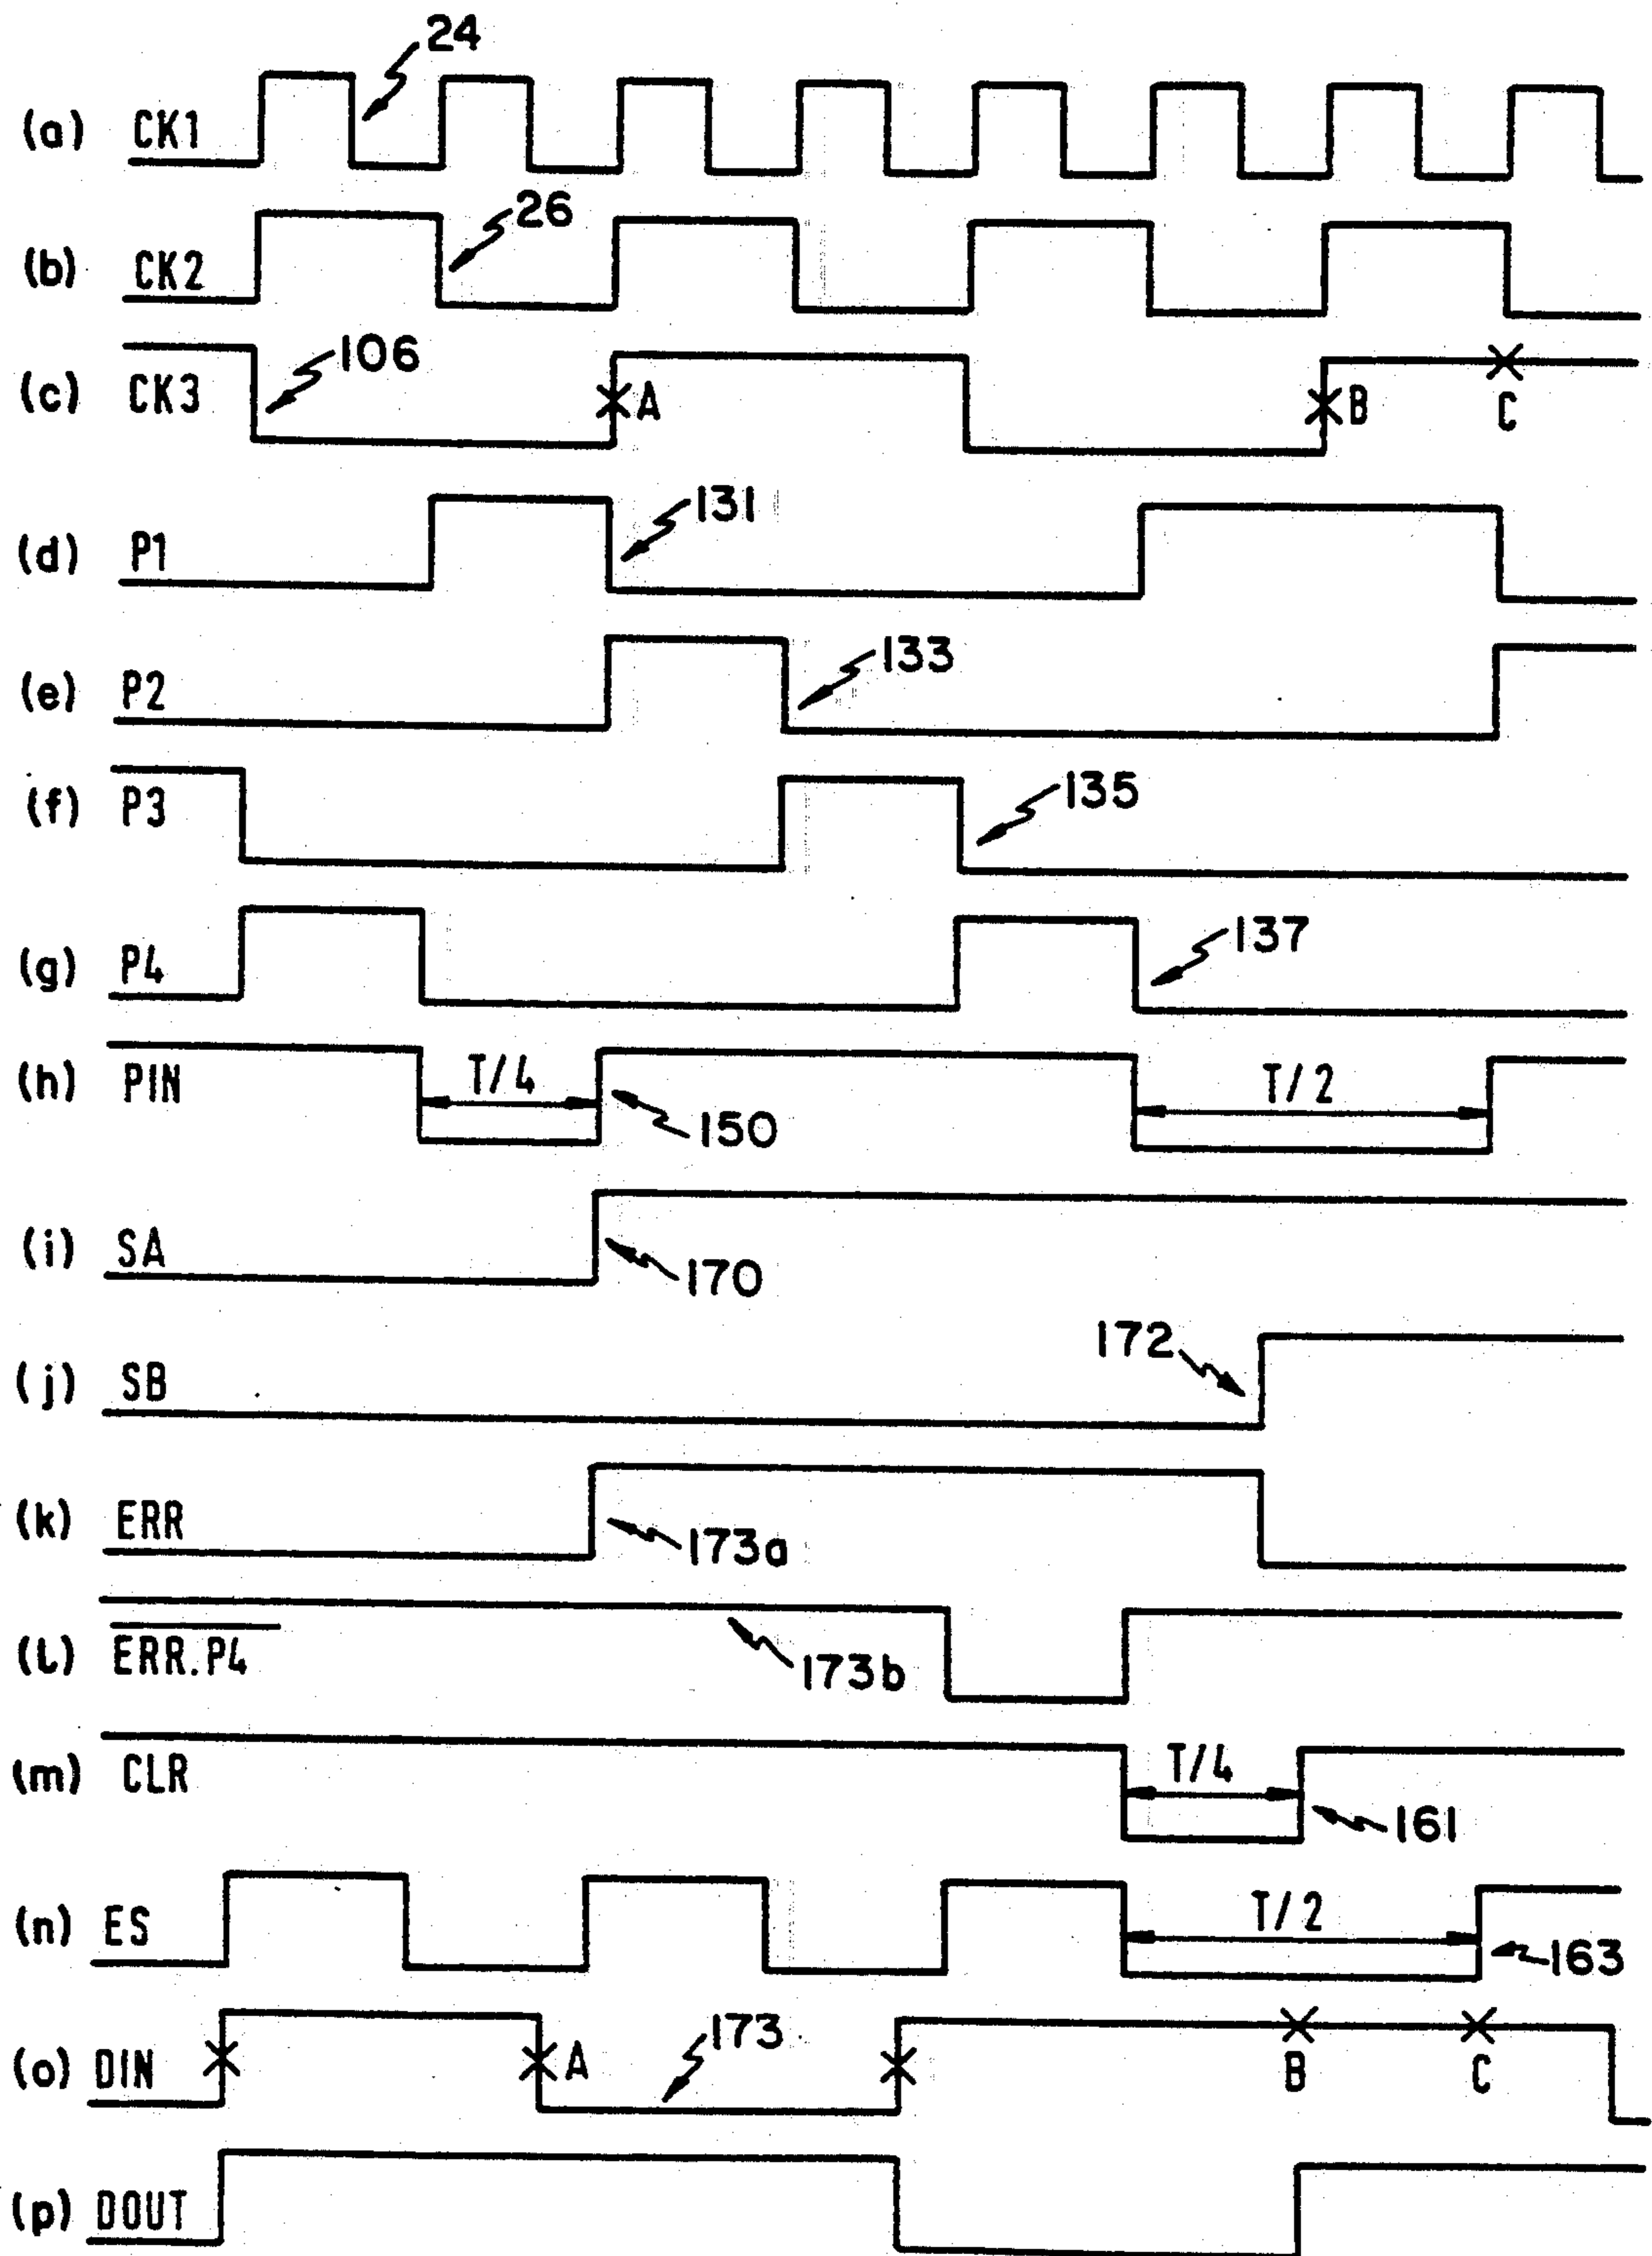 24
(a) CK1
26
(b) CK2
106
(c) CK3
A
B
C
131
(d) P1
133
(e) P2
135
(f) P3
137
(g) P4
(h) PIN
T/4
T/2
150
(i) SA
170
172
(j) SB
(k) ERR
173a
(l) ERR.P4
173b
(m) CLR
T/4
161
(n) ES
T/2
163
173
(o) DIN
A
B
C
(p) DOUT